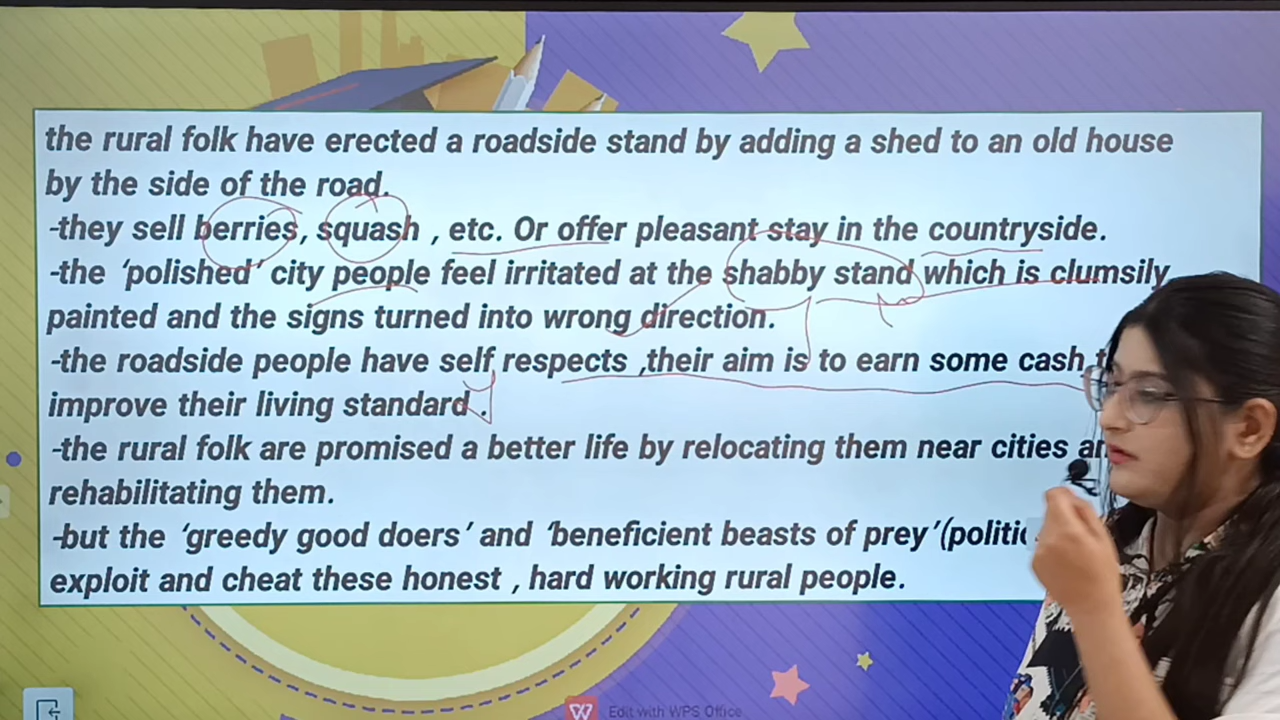 the rural folk have erected a roadside stand by adding a shed to an old house
by the side of the road.
-they sell berries, squash , etc. Or offer pleasant stay in the countryside.
-the ‘polished’ city people feel irritated at the shabby stand which is clumsily
painted and the signs turned into wrong direction.
-the roadside people have self respects ,their aim is to earn some cash
improve their living standard .
-the rural folk are promised a better life by relocating them near cities
rehabilitating them.
-but the ‘greedy good doers’ and ‘beneficient beasts of prey’
exploit and cheat these honest , hard working rural people.
Edit with WPS Office